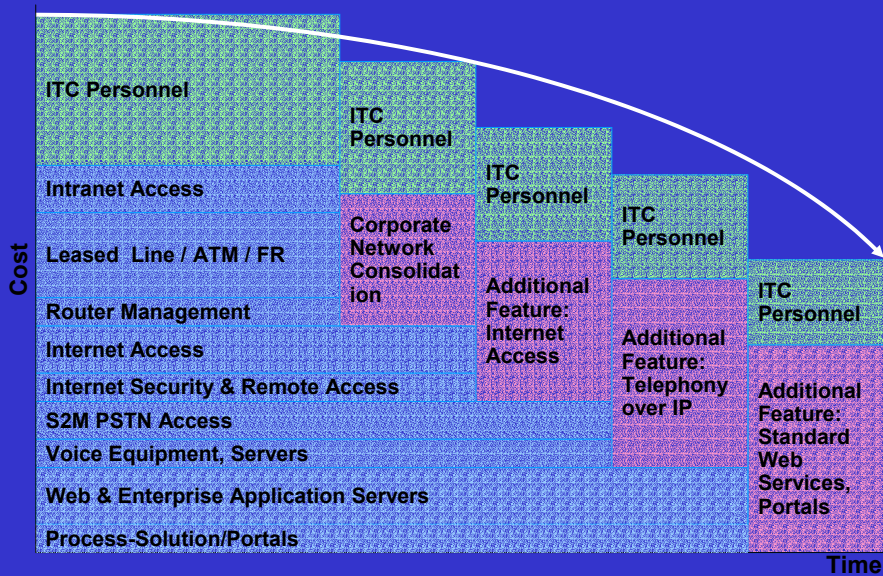 ITC Personnel
Intranet Access
Leased Line / ATM / FR
Router Management
Internet Access
Internet Security & Remote Access
S2M PSTN Access
Voice Equipment, Servers
Web & Enterprise Application Servers
Process-Solution/Portals
ITC
Personnel
Corporate
Network
Consolidat
ion
ITC
Personnel
Additional
Feature:
Internet
Access
ITC
Personnel
Additional
Feature:
Telephony
over IP
ITC
Personnel
Additional
Feature:
Standard
Web
Services,
Portals
Cost
Time